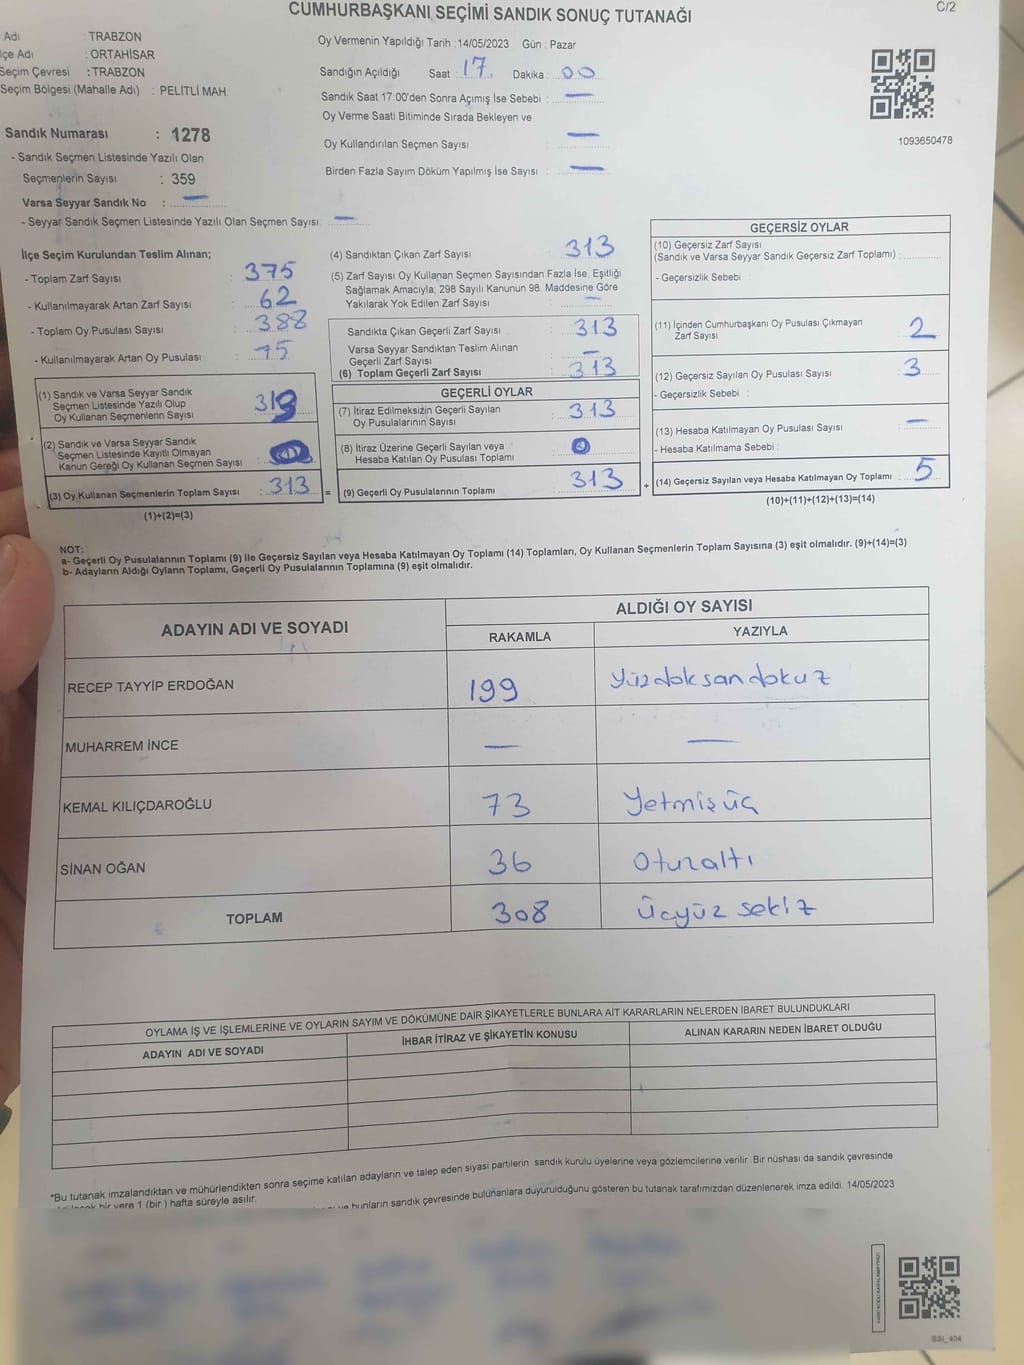 CUMHURBAŞKANI SEÇİMİ SANDIK SONUÇ TUTANAĞI
C/2
Adı : TRABZON
lçe Adı : ORTAHİSAR
Seçim Çevresi : TRABZON
Seçim Bölgesi (Mahalle Adı) : PELİTLİ MAH.
Oy Vermenin Yapıldığı Tarih : 14/05/2023 Gün : Pazar
Sandığın Açıldığı Saat : 17. Dakika : 00
Sandık Saat 17:00'den Sonra Açımış İse Sebebi : —
Oy Verme Saati Bitiminde Sırada Bekleyen ve
Oy Kullandırılan Seçmen Sayısı : —
Birden Fazla Sayım Döküm Yapılmış İse Sayısı : —
1093650478
Sandık Numarası : 1278
- Sandık Seçmen Listesinde Yazılı Olan
Seçmenlerin Sayısı : 359
Varsa Seyyar Sandık No : —
- Seyyar Sandık Seçmen Listesinde Yazılı Olan Seçmen Sayısı: —
İlçe Seçim Kurulundan Teslim Alınan;
- Toplam Zarf Sayısı : 375
- Kullanılmayarak Artan Zarf Sayısı : 62
- Toplam Oy Pusulası Sayısı : 388
- Kullanılmayarak Artan Oy Pusulası : 75
(1) Sandık ve Varsa Seyyar Sandık
Seçmen Listesinde Yazılı Olup
Oy Kullanan Seçmenlerin Sayısı :
(2) Sandık ve Varsa Seyyar Sandık
Seçmen Listesinde Kayıtlı Olmayan
Kanun Gereği Oy Kullanan Seçmen Sayısı :
(3) Oy Kullanan Seçmenlerin Toplam Sayısı : 313 =
(1)+(2)=(3)
(4) Sandıktan Çıkan Zarf Sayısı : 313
(5) Zarf Sayısı Oy Kullanan Seçmen Sayısından Fazla İse, Eşitliği
Sağlamak Amacıyla; 298 Sayılı Kanunun 98. Maddesine Göre
Yakılarak Yok Edilen Zarf Sayısı : —
Sandıkta Çıkan Geçerli Zarf Sayısı : 313
Varsa Seyyar Sandıktan Teslim Alınan
Geçerli Zarf Sayısı : —
(6) Toplam Geçerli Zarf Sayısı : 313
GEÇERLİ OYLAR
(7) İtiraz Edilmeksizin Geçerli Sayılan
Oy Pusulalarının Sayısı : 313
(8) İtiraz Üzerine Geçerli Sayılan veya
Hesaba Katılan Oy Pusulası Toplamı :
(9) Geçerli Oy Pusulalarının Toplamı : 313 +
GEÇERSİZ OYLAR
(10) Geçersiz Zarf Sayısı
(Sandık ve Varsa Seyyar Sandık Geçersiz Zarf Toplamı) :
- Geçersizlik Sebebi :
(11) İçinden Cumhurbaşkanı Oy Pusulası Çıkmayan
Zarf Sayısı : 2
(12) Geçersiz Sayılan Oy Pusulası Sayısı : 3
- Geçersizlik Sebebi :
(13) Hesaba Katılmayan Oy Pusulası Sayısı : —
- Hesaba Katılmama Sebebi :
(14) Geçersiz Sayılan veya Hesaba Katılmayan Oy Toplamı : 5
(10)+(11)+(12)+(13)=(14)
NOT:
a- Geçerli Oy Pusulalarının Toplamı (9) ile Geçersiz Sayılan veya Hesaba Katılmayan Oy Toplamı (14) Toplamları, Oy Kullanan Seçmenlerin Toplam Sayısına (3) eşit olmalıdır. (9)+(14)=(3)
b- Adayların Aldığı Oyların Toplamı, Geçerli Oy Pusulalarının Toplamına (9) eşit olmalıdır.
ADAYIN ADI VE SOYADI
ALDIĞI OY SAYISI
RAKAMLA YAZIYLA
RECEP TAYYİP ERDOĞAN 199 Yüzdoksandokuz
MUHARREM İNCE — —
KEMAL KILIÇDAROĞLU 73 Yetmişüç
SİNAN OĞAN 36 Otuzaltı
TOPLAM 308 Üçyüz sekiz
OYLAMA İŞ VE İŞLEMLERİNE VE OYLARIN SAYIM VE DÖKÜMÜNE DAİR ŞİKAYETLERLE BUNLARA AİT KARARLARIN NELERDEN İBARET BULUNDUKLARI
ADAYIN ADI VE SOYADI İHBAR İTİRAZ VE ŞİKAYETİN KONUSU ALINAN KARARIN NEDEN İBARET OLDUĞU
*Bu tutanak imzalandıktan ve mühürlendikten sonra seçime katılan adayların ve talep eden siyasi partilerin sandık kurulu üyelerine veya gözlemcilerine verilir. Bir nüshası da sandık çevresinde
bir yere 1 (bir) hafta süreyle asılır.
ve bunların sandık çevresinde bulunanlara duyurulduğunu gösteren bu tutanak tarafımızdan düzenlenerek imza edildi. 14/05/2023